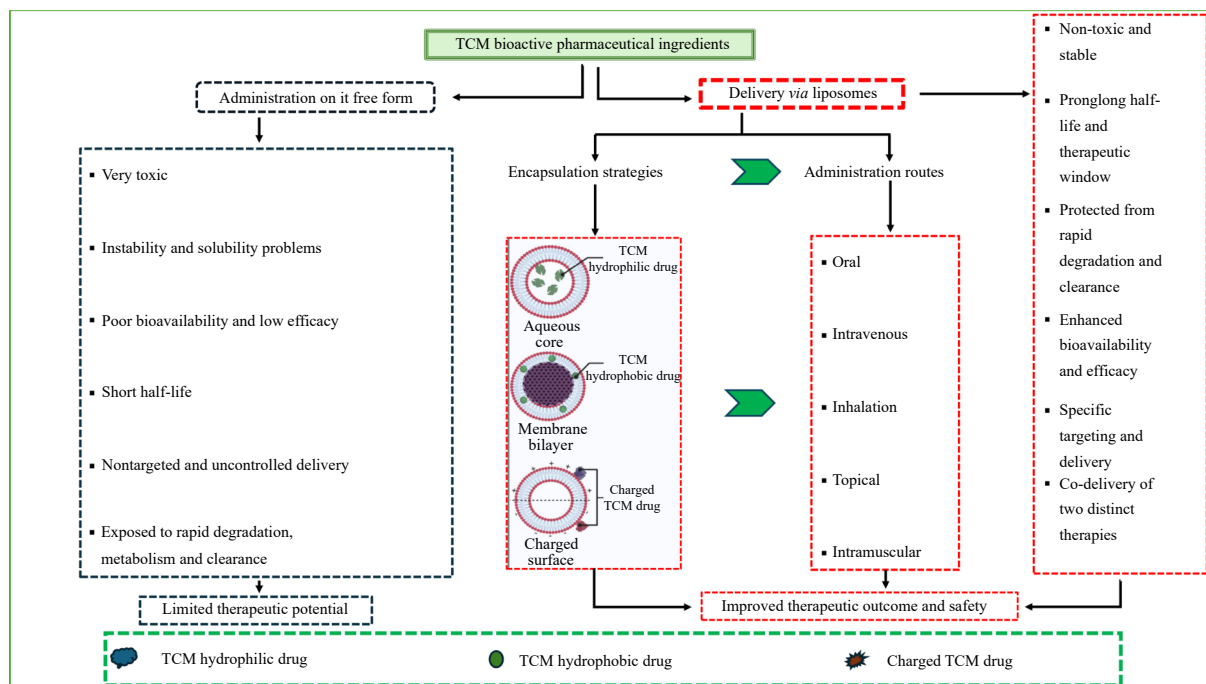 TCM bioactive pharmaceutical ingredients
Administration on it free form
Very toxic
Instability and solubility problems
Poor bioavailability and low efficacy
Short half-life
Nontargeted and uncontrolled delivery
Exposed to rapid degradation,
metabolism and clearance
Limited therapeutic potential
Delivery via liposomes
Encapsulation strategies
TCM
hydrophilic drug
Aqueous
core
TCM
hydrophobic drug
Membrane
bilayer
Charged
TCM drug
Charged
surface
Administration routes
Oral
Intravenous
Inhalation
Topical
Intramuscular
Non-toxic and
stable
Pronglong half-
life and
therapeutic
window
Protected from
rapid
degradation and
clearance
Enhanced
bioavailability
and efficacy
Specific
targeting and
delivery
Co-delivery of
two distinct
therapies
Improved therapeutic outcome and safety
TCM hydrophilic drug
TCM hydrophobic drug
Charged TCM drug